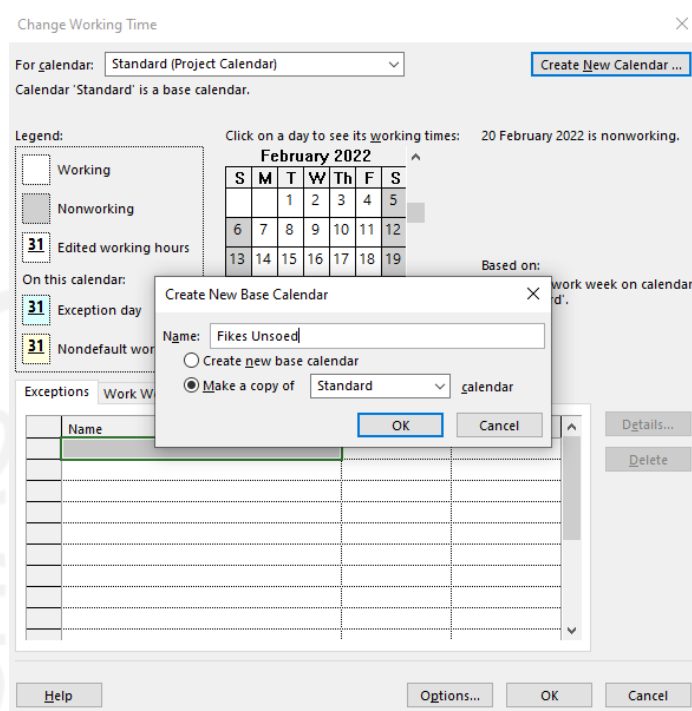 Change Working Time
For calendar: Standard (Project Calendar)
Create New Calendar ...
Calendar 'Standard' is a base calendar.
Legend:
Working
Nonworking
31 Edited working hours
On this calendar:
31 Exception day
31 Nondefault wor
Click on a day to see its working times:
February 2022
S M T W Th F S
1 2 3 4 5
6 7 8 9 10 11 12
13 14 15 16 17 18 19
20 February 2022 is nonworking.
Based on:
work week on calendar
rd'.
Create New Base Calendar
Name: Fikes Unsoed
Create new base calendar
Make a copy of Standard calendar
OK Cancel
Exceptions Work W
Name
Details...
Delete
Help Options... OK Cancel